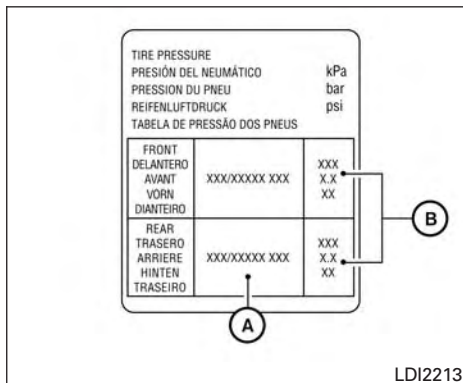 TIRE PRESSURE
PRESIÓN DEL NEUMÁTICO kPa
PRESSION DU PNEU bar
REIFENLUFTDRUCK psi
TABELA DE PRESSÃO DOS PNEUS
FRONT
DELANTERO XXX
AVANT XXX/XXXXX XXX X.X
VORN XX
DIANTEIRO
B
REAR
TRASERO XXX
ARRIERE XXX/XXXXX XXX X.X
HINTEN XX
TRASEIRO
A
LDI2213